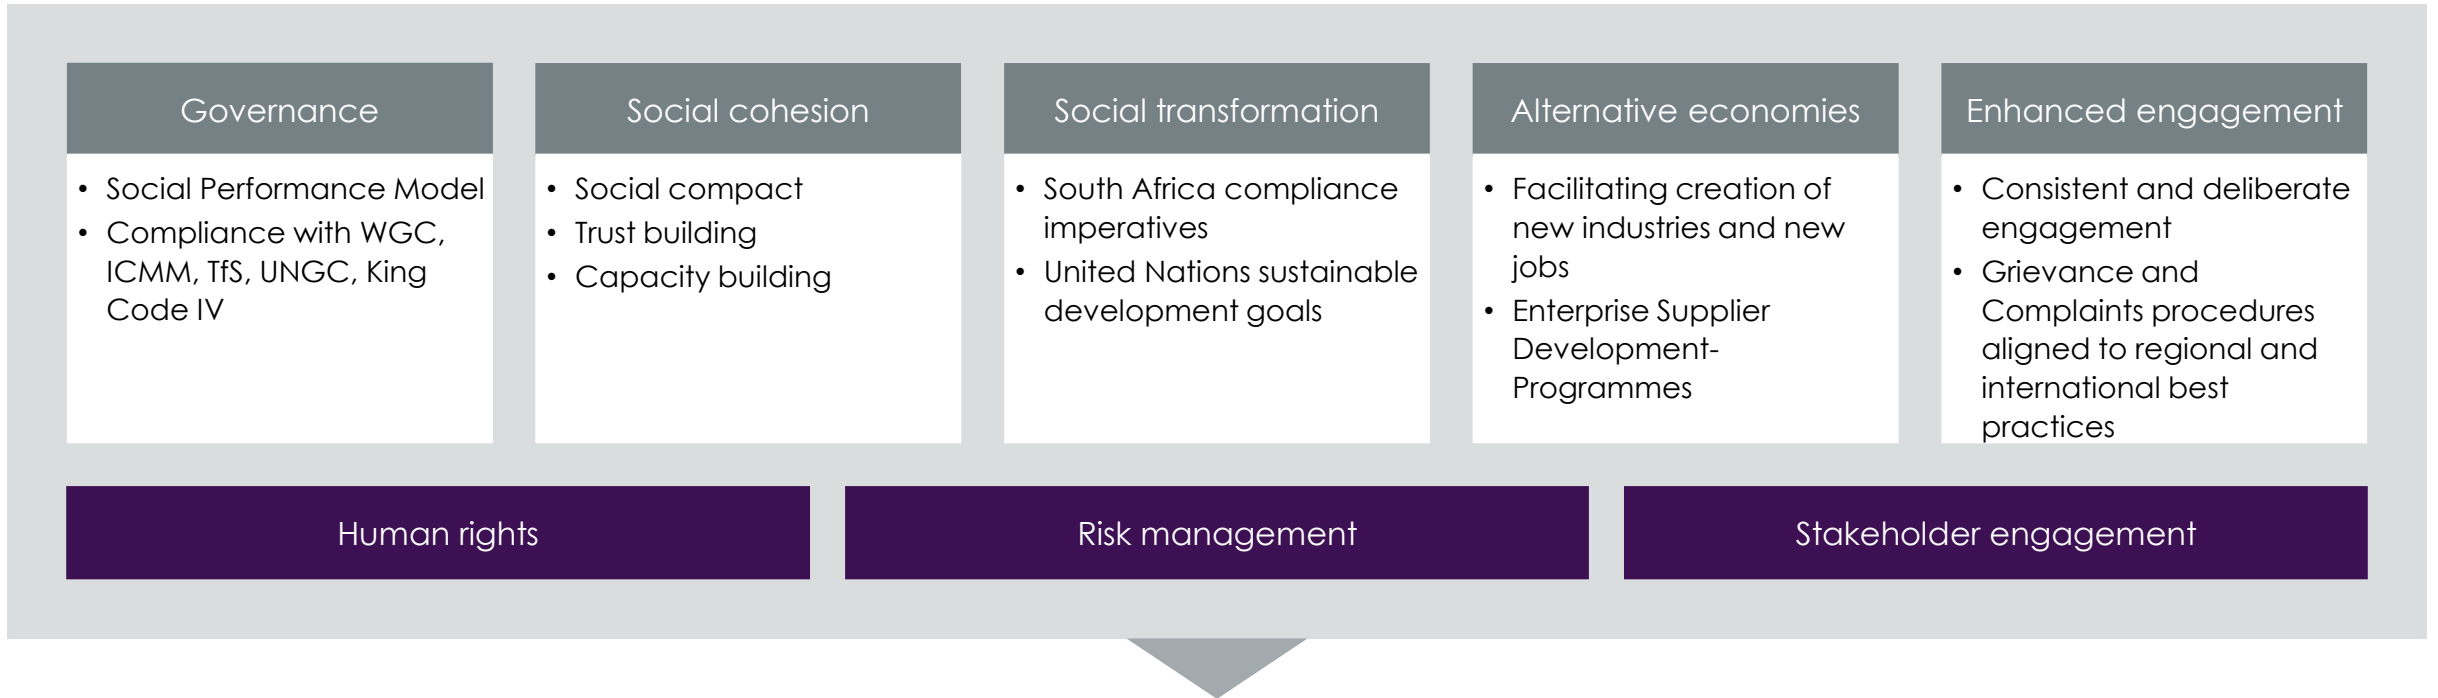 Governance
• Social Performance Model
• Compliance with WGC,
ICMM, TfS, UNGC, King
Code IV
Social cohesion
• Social compact
• Trust building
• Capacity building
Social transformation
• South Africa compliance
imperatives
• United Nations sustainable
development goals
Alternative economies
• Facilitating creation of
new industries and new
jobs
• Enterprise Supplier
Development-
Programmes
Enhanced engagement
• Consistent and deliberate
engagement
• Grievance and
Complaints procedures
aligned to regional and
international best
practices
Human rights
Risk management
Stakeholder engagement